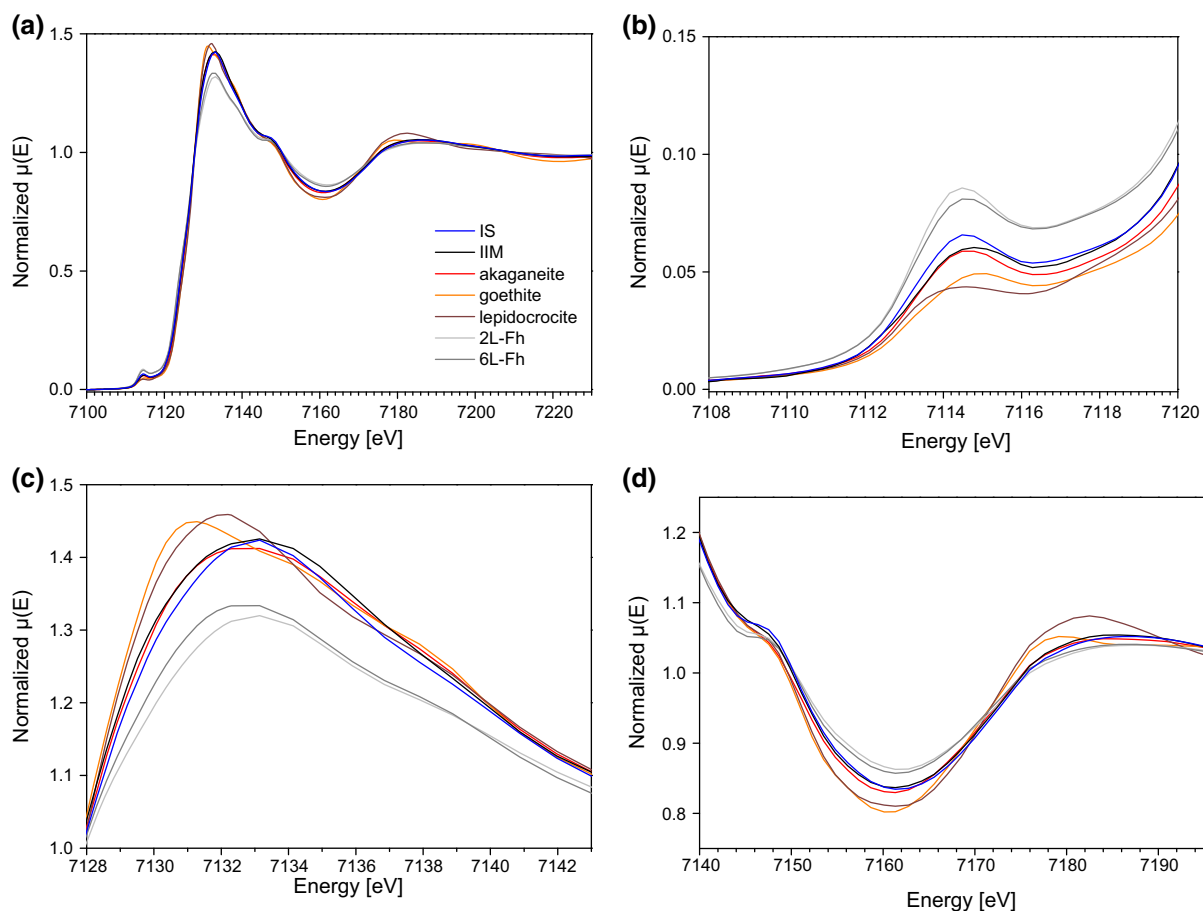 (a)
1.5
1.0
0.5
0.0
Normalized μ(E)
IS
IIM
akaganeite
goethite
lepidocrocite
2L-Fh
6L-Fh
7100 7120 7140 7160 7180 7200 7220
Energy [eV]
(b)
0.15
0.10
0.05
0.00
Normalized μ(E)
7108 7110 7112 7114 7116 7118 7120
Energy [eV]
(c)
1.5
1.4
1.3
1.2
1.1
1.0
Normalized μ(E)
7128 7130 7132 7134 7136 7138 7140 7142
Energy [eV]
(d)
1.2
1.1
1.0
0.9
0.8
Normalized μ(E)
7140 7150 7160 7170 7180 7190
Energy [eV]